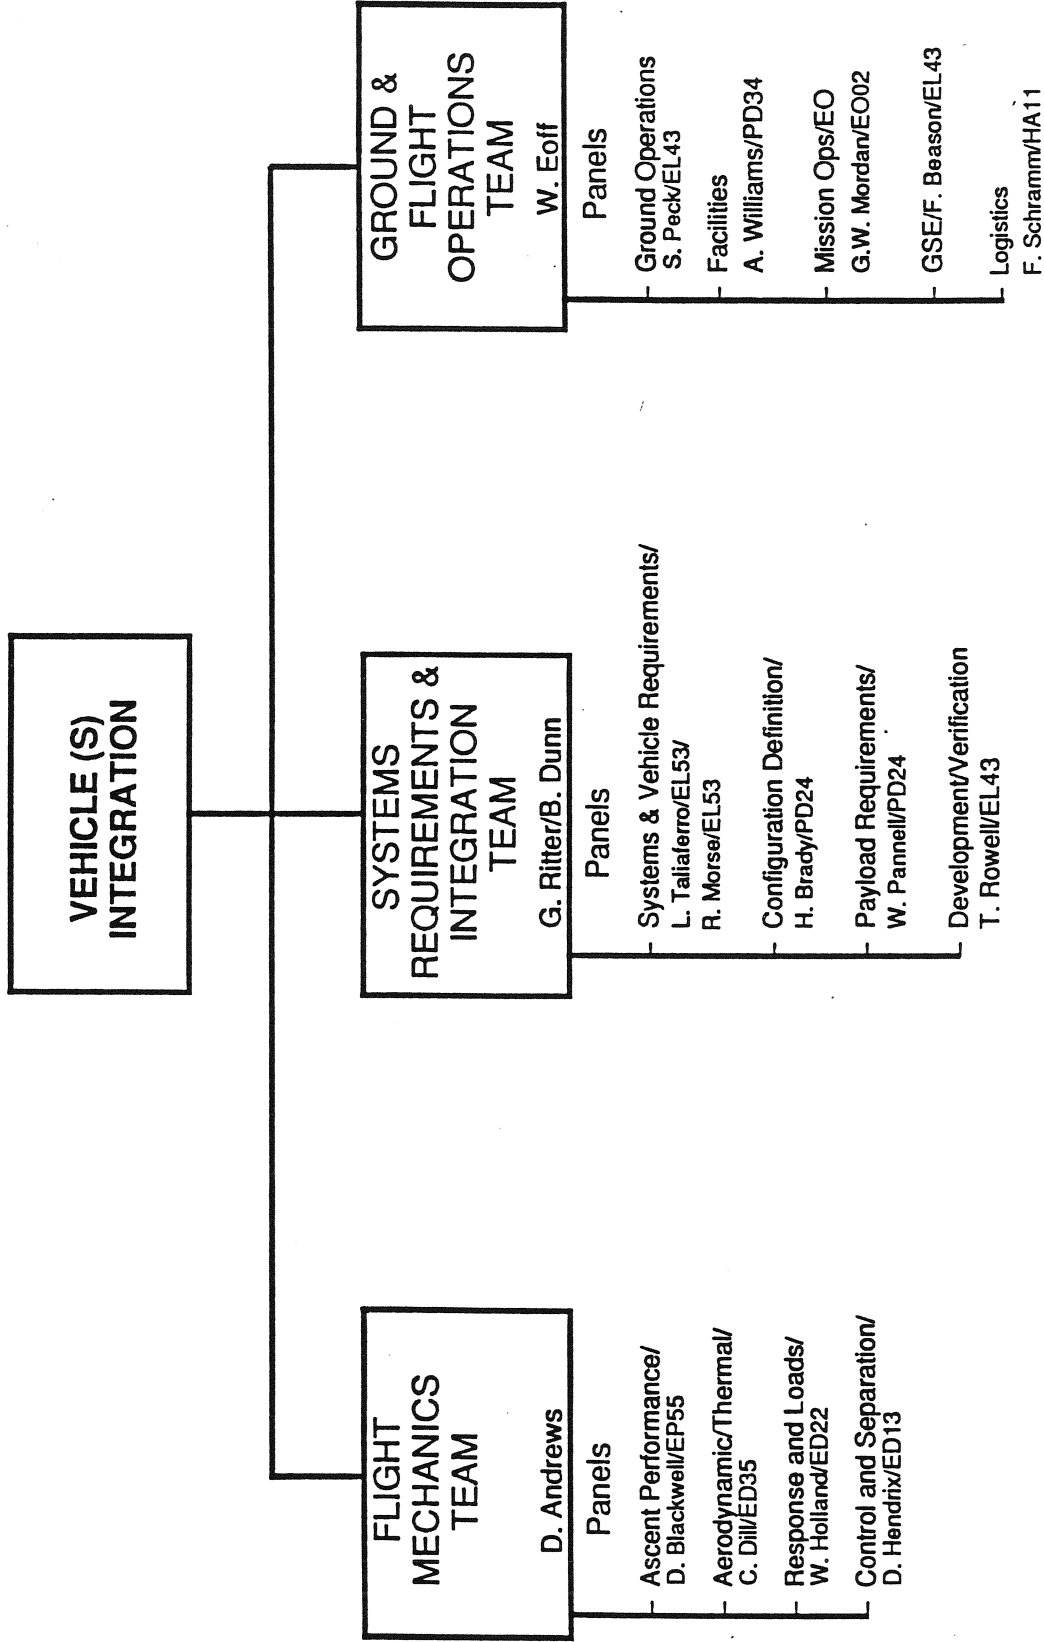 VEHICLE (S)
INTEGRATION
FLIGHT
MECHANICS
TEAM
D. Andrews
Panels
Ascent Performance/
D. Blackwell/EP55
Aerodynamic/Thermal/
C. Dill/ED35
Response and Loads/
W. Holland/ED22
Control and Separation/
D. Hendrix/ED13
SYSTEMS
REQUIREMENTS &
INTEGRATION
TEAM
G. Ritter/B. Dunn
Panels
Systems & Vehicle Requirements/
L. Taliaferro/EL53/
R. Morse/EL53
Configuration Definition/
H. Brady/PD24
Payload Requirements/
W. Pannell/PD24
Development/Verification
T. Rowell/EL43
GROUND &
FLIGHT
OPERATIONS
TEAM
W. Eoff
Panels
Ground Operations
S. Peck/EL43
Facilities
A. Williams/PD34
Mission Ops/EO
G.W. Mordan/EO02
GSE/F. Beason/EL43
Logistics
F. Schramm/HA11